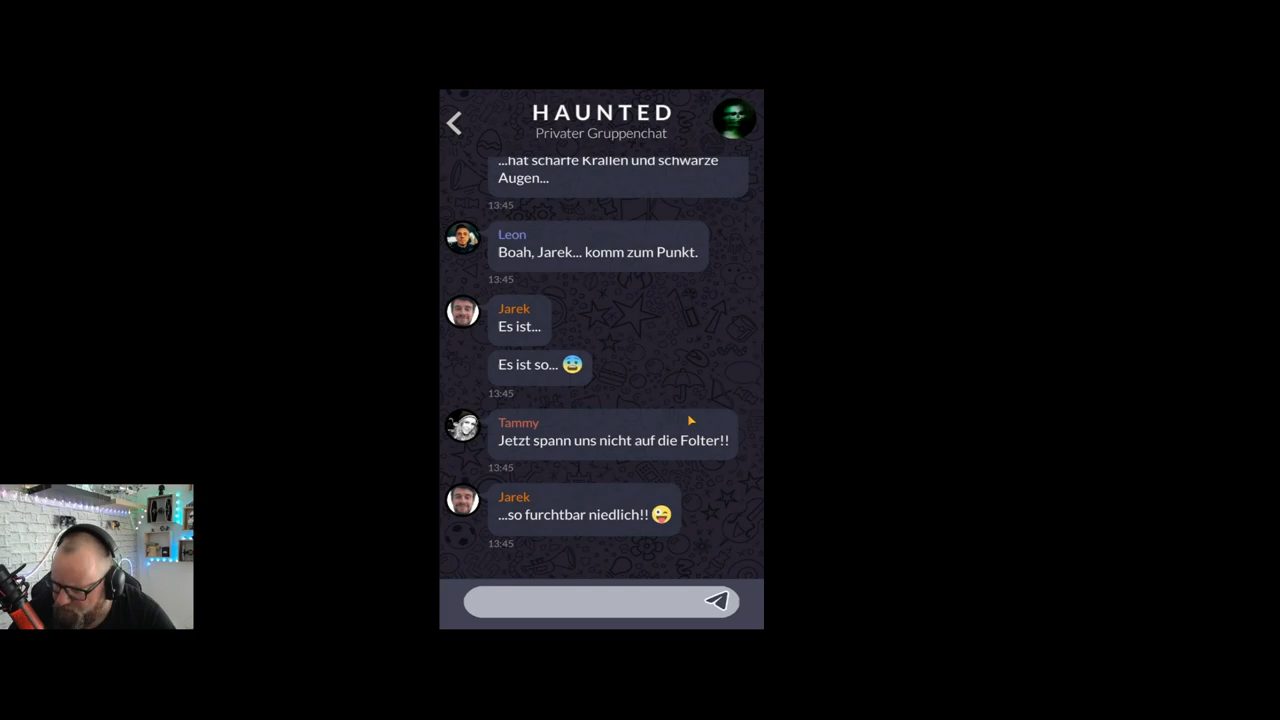 HAUNTED
Privater Gruppenchat
...hat scharfe Krallen und schwarze
Augen...
13:45
Leon
Boah, Jarek... komm zum Punkt.
13:45
Jarek
Es ist...
Es ist so... 😨
13:45
Tammy
Jetzt spann uns nicht auf die Folter!!
13:45
Jarek
...so furchtbar niedlich!! 😜
13:45